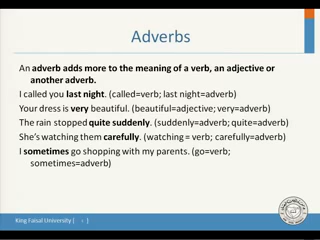 Adverbs
An adverb adds more to the meaning of a verb, an adjective or
another adverb.
I called you last night. (called=verb; last night=adverb)
Your dress is very beautiful. (beautiful=adjective; very=adverb)
The rain stopped quite suddenly. (suddenly=adverb; quite=adverb)
She's watching them carefully. (watching = verb; carefully=adverb)
I sometimes go shopping with my parents. (go=verb;
sometimes=adverb)
King Faisal University [ ]